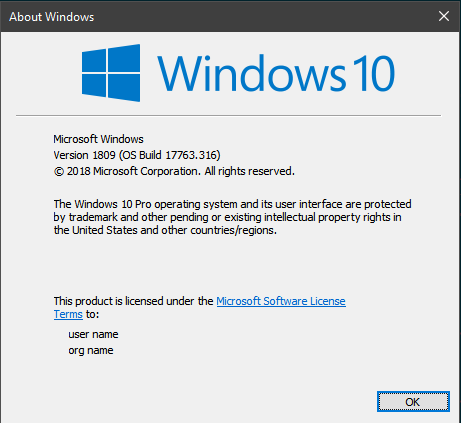 About Windows
Windows 10
Microsoft Windows
Version 1809 (OS Build 17763.316)
© 2018 Microsoft Corporation. All rights reserved.
The Windows 10 Pro operating system and its user interface are protected
by trademark and other pending or existing intellectual property rights in
the United States and other countries/regions.
This product is licensed under the Microsoft Software License
Terms to:
user name
org name
OK